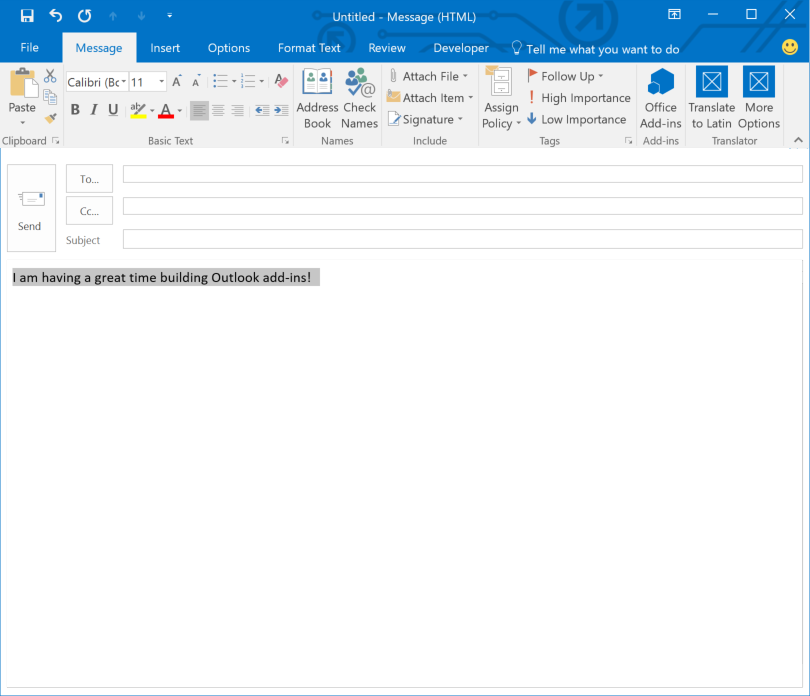 Untitled - Message (HTML)
File Message Insert Options Format Text Review Developer Tell me what you want to do
Calibri (Bc 11 A A
Paste
B I U ab A
Address Book
Check Names
Attach File
Attach Item
Signature
Assign Policy
Follow Up
High Importance
Low Importance
Office Add-ins
Translate to Latin
More Options
Clipboard Basic Text Names Include Tags Add-ins Translator
Send
To...
Cc...
Subject
I am having a great time building Outlook add-ins!